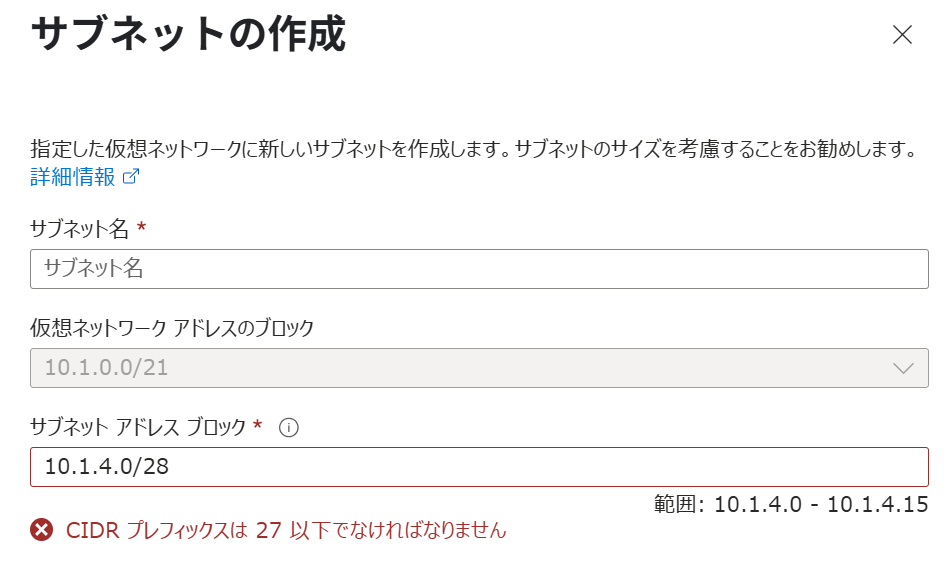 サブネットの作成
指定した仮想ネットワークに新しいサブネットを作成します。サブネットのサイズを考慮することをお勧めします。
詳細情報
サブネット名 *
サブネット名
仮想ネットワーク アドレスのブロック
10.1.0.0/21
サブネット アドレス ブロック *
10.1.4.0/28
範囲: 10.1.4.0 - 10.1.4.15
CIDR プレフィックスは 27 以下でなければなりません